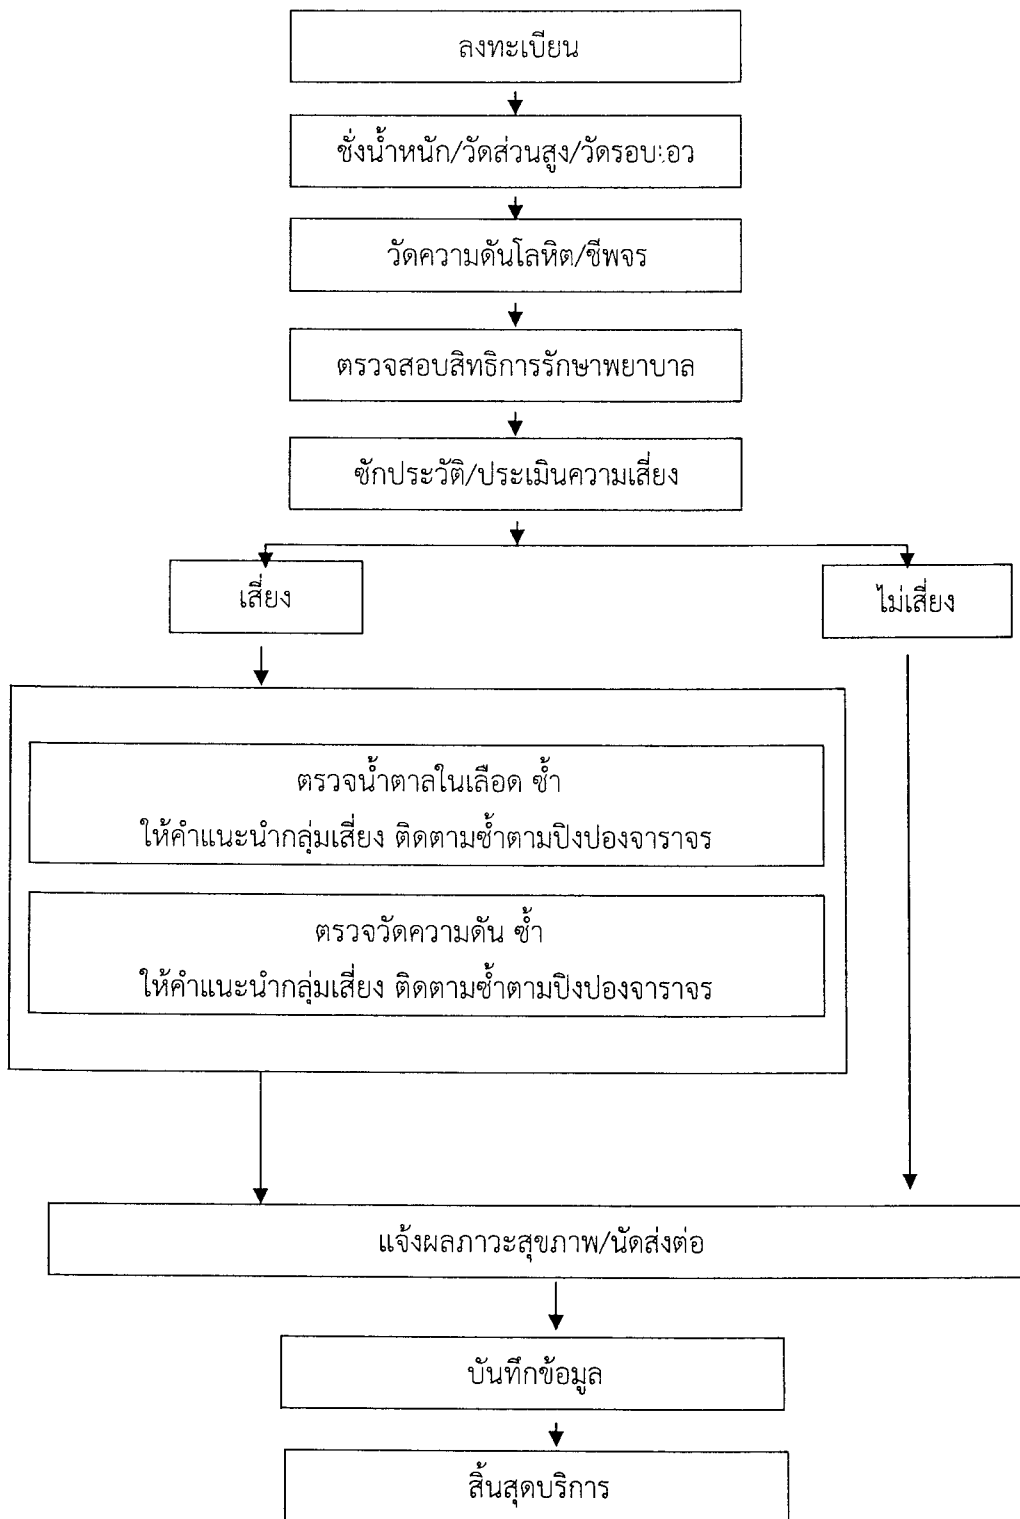 ลงทะเบียน
ชั่งน้ำหนัก/วัดส่วนสูง/วัดรอบเอว
วัดความดันโลหิต/ชีพจร
ตรวจสอบสิทธิการรักษาพยาบาล
ซักประวัติ/ประเมินความเสี่ยง
เสี่ยง
ไม่เสี่ยง
ตรวจน้ำตาลในเลือด ซ้ำ
ให้คำแนะนำกลุ่มเสี่ยง ติดตามซ้ำตามปิงปองจาราจร
ตรวจวัดความดัน ซ้ำ
ให้คำแนะนำกลุ่มเสี่ยง ติดตามซ้ำตามปิงปองจาราจร
แจ้งผลภาวะสุขภาพ/นัดส่งต่อ
บันทึกข้อมูล
สิ้นสุดบริการ